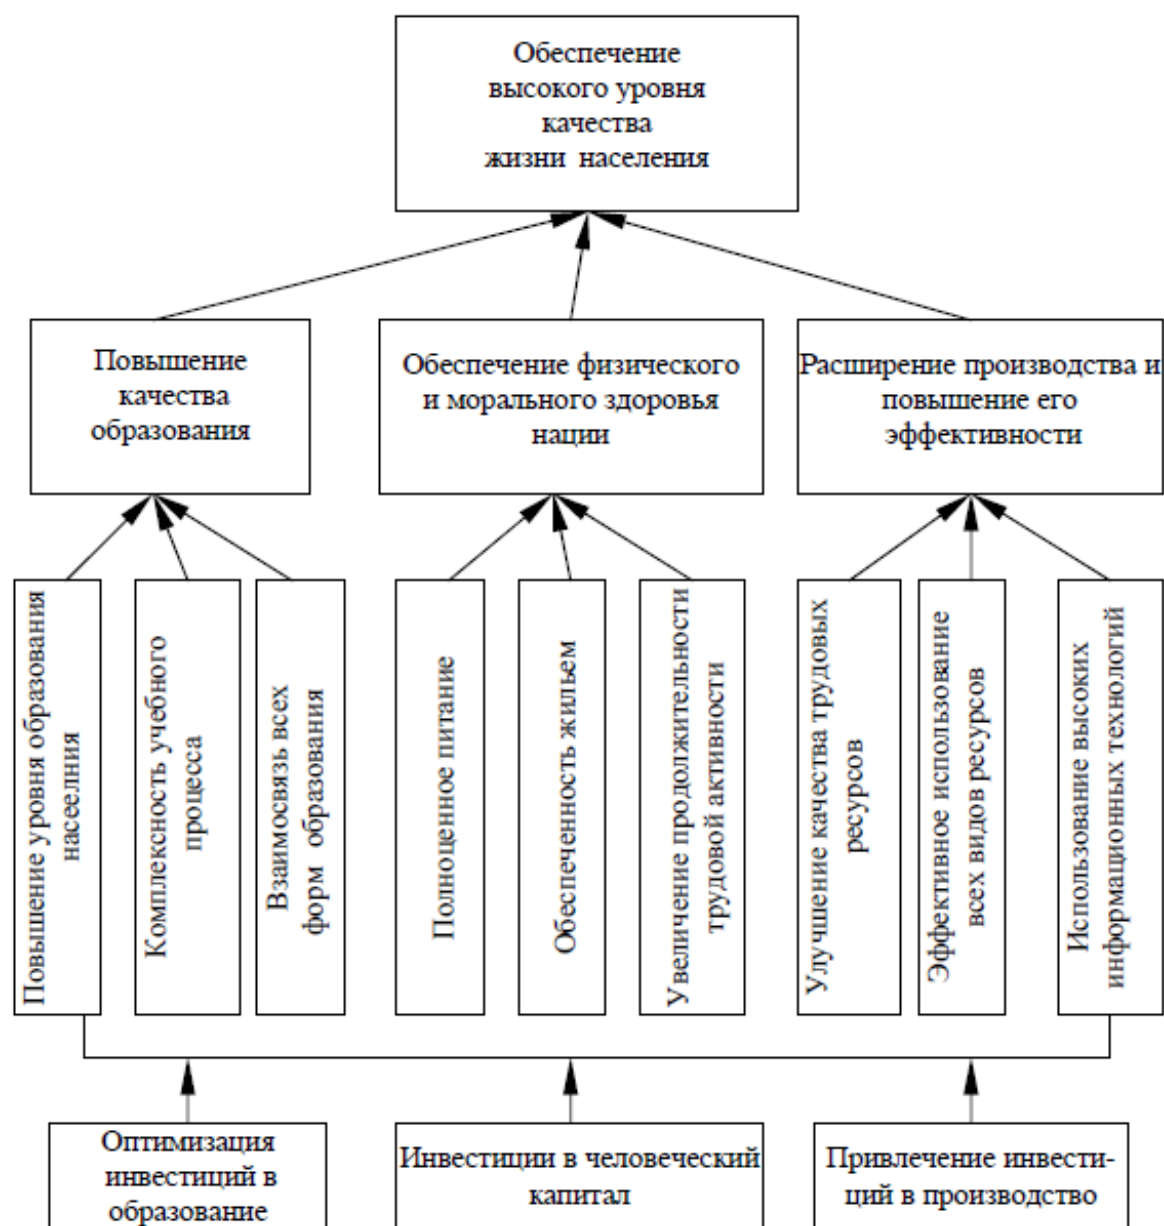 Обеспечение
высокого уровня
качества
жизни населения
Повышение
качества
образования
Обеспечение физического
и морального здоровья
нации
Расширение производства и
повышение его
эффективности
Повышение уровня образования
насеелния
Комплексность учебного
процесса
Взаимосвязь всех
форм образования
Полноценное питание
Обеспеченность жильем
Увеличение продолжительности
трудовой активности
Улучшение качества трудовых
ресурсов
Эффективное использование
всех видов ресурсов
Использование высоких
информационных технологий
Оптимизация
инвестиций в
образование
Инвестиции в человеческий
капитал
Привлечение инвести-
ций в производство